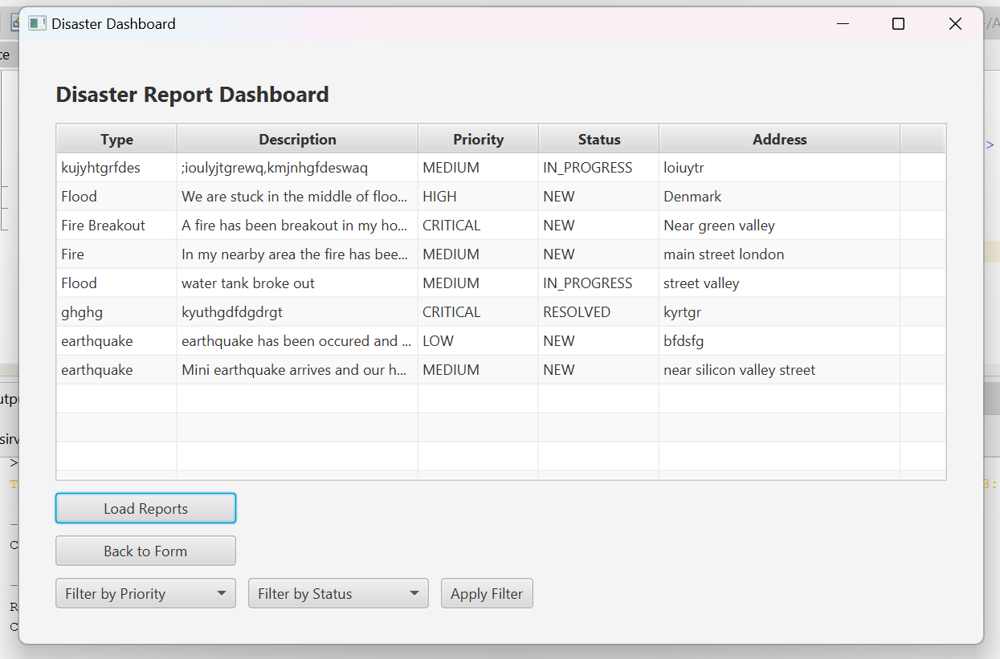 Disaster Dashboard
Disaster Report Dashboard
Type Description Priority Status Address
kujyhtgrfdes ;ioulyjtgrewq,kmjnhgfdeswaq MEDIUM IN_PROGRESS loiuytr
Flood We are stuck in the middle of floo... HIGH NEW Denmark
Fire Breakout A fire has been breakout in my ho... CRITICAL NEW Near green valley
Fire In my nearby area the fire has bee... MEDIUM NEW main street london
Flood water tank broke out MEDIUM IN_PROGRESS street valley
ghghg kyuthgdfdgdrgt CRITICAL RESOLVED kyrtgr
earthquake earthquake has been occured and ... LOW NEW bfdsfg
earthquake Mini earthquake arrives and our h... MEDIUM NEW near silicon valley street
Load Reports
Back to Form
Filter by Priority Filter by Status Apply Filter